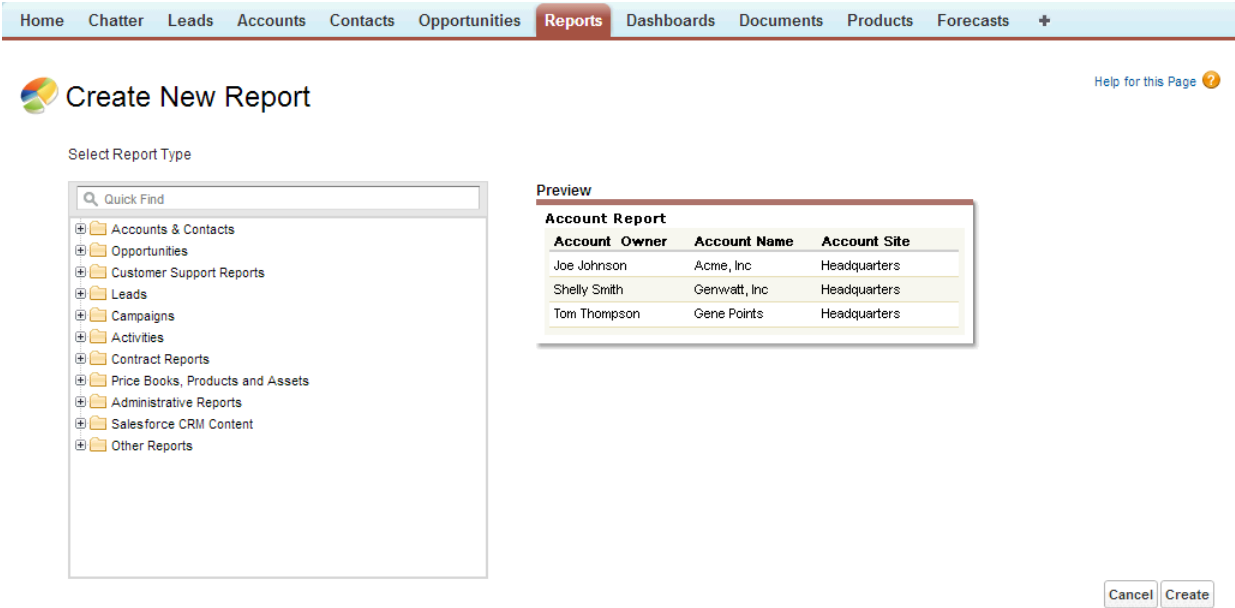 Home Chatter Leads Accounts Contacts Opportunities Reports Dashboards Documents Products Forecasts +
Help for this Page ?
Create New Report
Select Report Type
Quick Find
Accounts & Contacts
Opportunities
Customer Support Reports
Leads
Campaigns
Activities
Contract Reports
Price Books, Products and Assets
Administrative Reports
Salesforce CRM Content
Other Reports
Preview
Account Report
Account Owner Account Name Account Site
Joe Johnson Acme, Inc Headquarters
Shelly Smith Genwatt, Inc Headquarters
Tom Thompson Gene Points Headquarters
Cancel Create